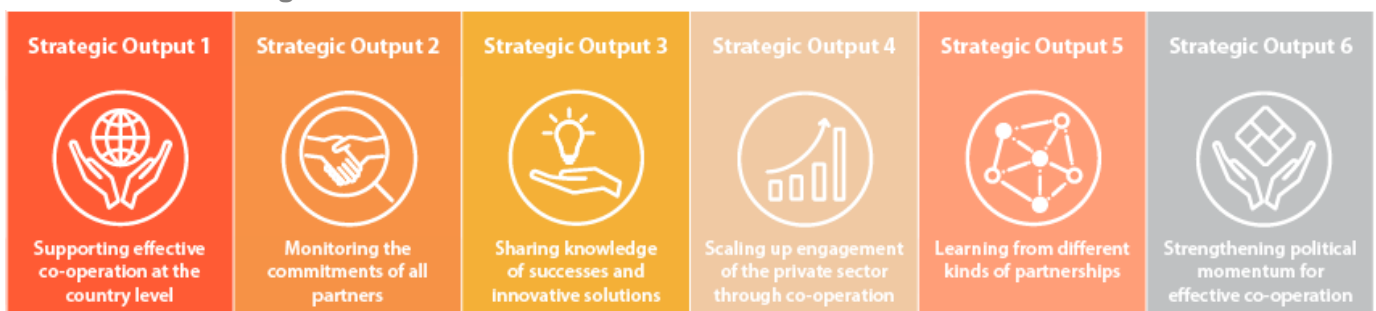 Strategic Output 1
Supporting effective
co-operation at the
country level
Strategic Output 2
Monitoring the
commitments of all
partners
Strategic Output 3
Sharing knowledge
of successes and
innovative solutions
Strategic Output 4
Scaling up engagement
of the private sector
through co-operation
Strategic Output 5
Learning from different
kinds of partnerships
Strategic Output 6
Strengthening political
momentum for
effective co-operation